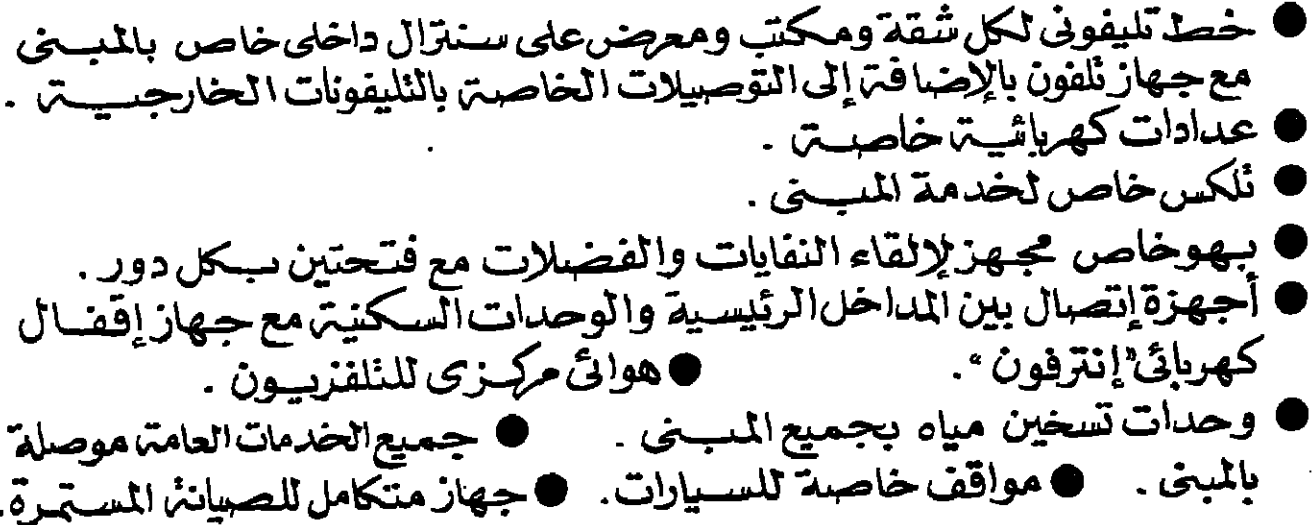 ● خط تليفونى لكل شقة ومكتب ومعرض على سنترال داخلى خاص بالمبنى
مع جهاز تلفون بالإضافة إلى التوصيلات الخاصة بالتليفونات الخارجية .
● عدادات كهربائية خاصة .
● تلكس خاص لخدمة المبنى .
● بهو خاص مجهز لإلقاء النفايات والفضلات مع فتحتين بكل دور .
● أجهزة إتصال بين المداخل الرئيسية والوحدات السكنية مع جهاز إقفال
كهربائى "إنترفون" . ● هوائى مركزى للتلفزيون .
● وحدات تسخين مياه بجميع المبنى . ● جميع الخدمات العامة موصلة
بالمبنى . ● مواقف خاصة للسيارات . ● جهاز متكامل للصيانة المستمرة .